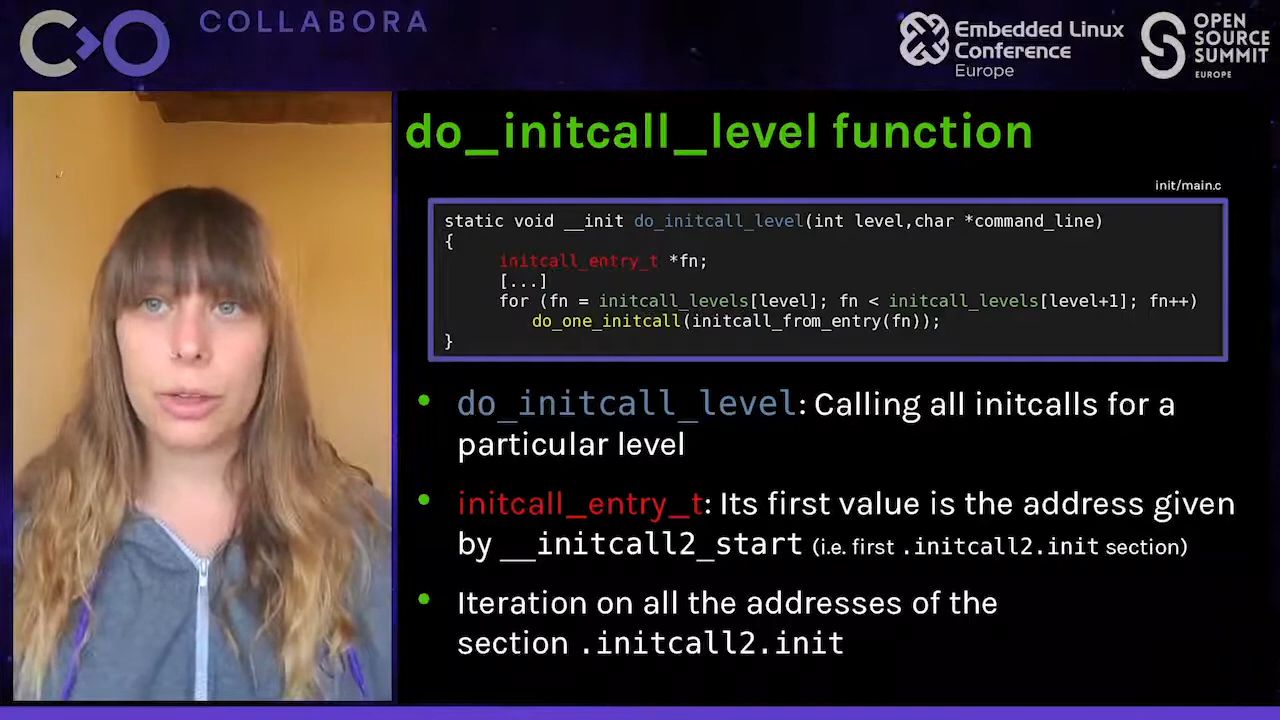 COLLABORA
Embedded Linux
Conference
Europe
OPEN
SOURCE
SUMMIT
EUROPE
do_initcall_level function
init/main.c
static void __init do_initcall_level(int level,char *command_line)
{
initcall_entry_t *fn;
[...]
for (fn = initcall_levels[level]; fn < initcall_levels[level+1]; fn++)
do_one_initcall(initcall_from_entry(fn));
}
• do_initcall_level: Calling all initcalls for a
particular level
• initcall_entry_t: Its first value is the address given
by __initcall2_start (i.e. first .initcall2.init section)
• Iteration on all the addresses of the
section .initcall2.init